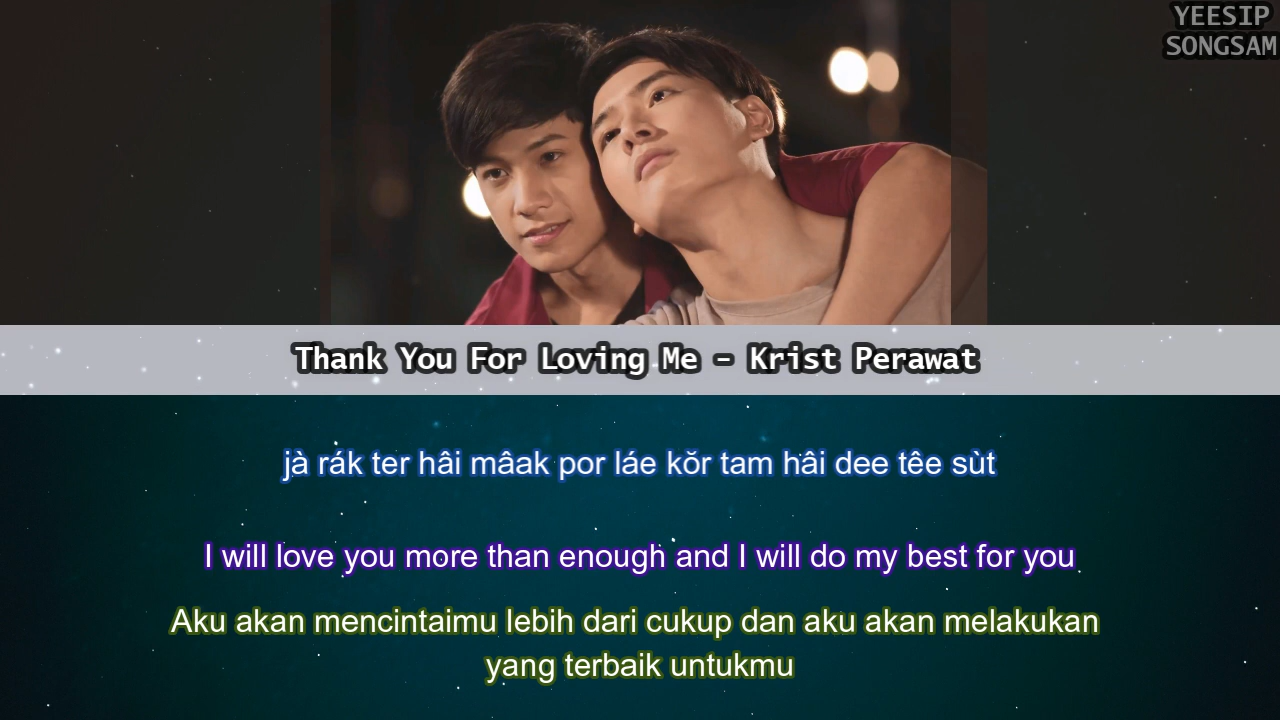 YEESIP
SONGSAM
Thank You For Loving Me - Krist Perawat
jà rák ter hâi mâak por láe kŏr tam hâi dee têe sùt
I will love you more than enough and I will do my best for you
Aku akan mencintaimu lebih dari cukup dan aku akan melakukan
yang terbaik untukmu